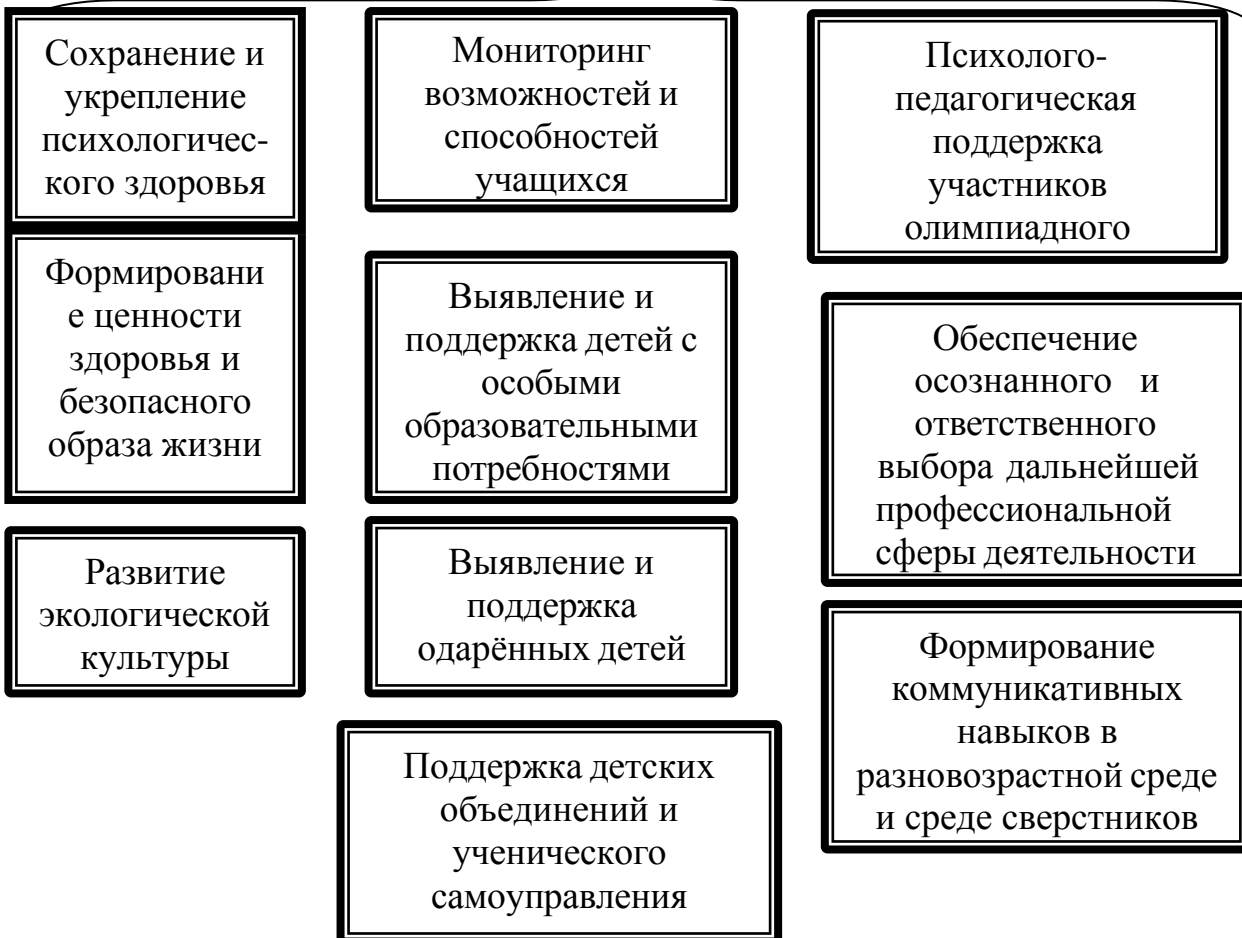 Сохранение и
укрепление
психологичес-
кого здоровья
Формировани
е ценности
здоровья и
безопасного
образа жизни
Развитие
экологической
культуры
Мониторинг
возможностей и
способностей
учащихся
Выявление и
поддержка детей с
особыми
образовательными
потребностями
Выявление и
поддержка
одарённых детей
Поддержка детских
объединений и
ученического
самоуправления
Психолого-
педагогическая
поддержка
участников
олимпиадного
Обеспечение
осознанного и
ответственного
выбора дальнейшей
профессиональной
сферы деятельности
Формирование
коммуникативных
навыков в
разновозрастной среде
и среде сверстников